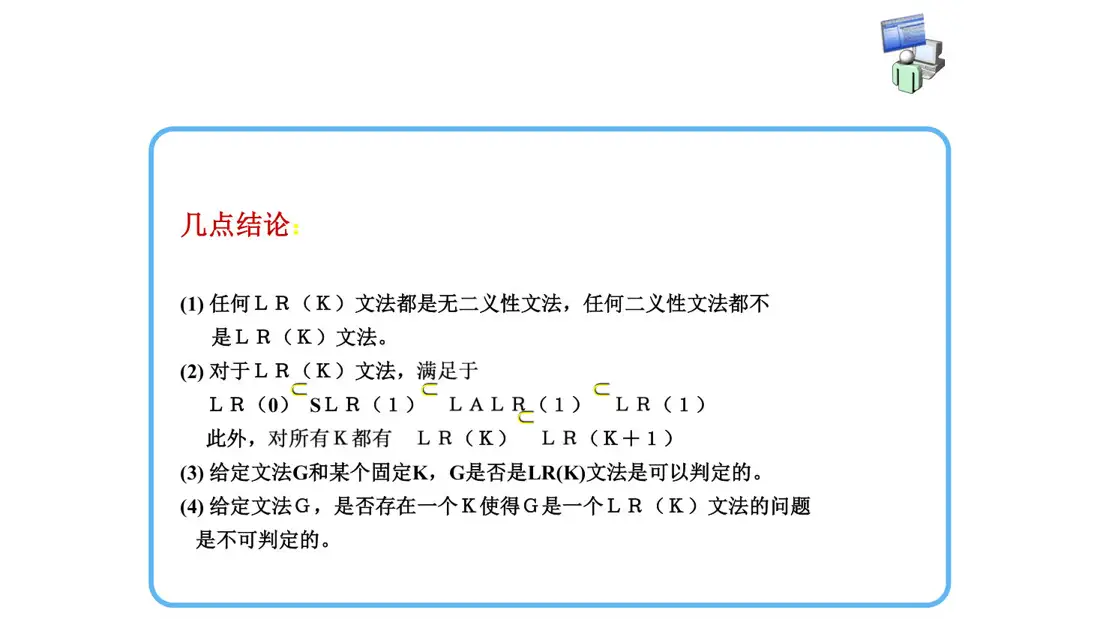 几点结论：
(1) 任何ＬＲ（Ｋ）文法都是无二义性文法，任何二义性文法都不
是ＬＲ（Ｋ）文法。
(2) 对于ＬＲ（Ｋ）文法，满足于
ＬＲ（0）⊂ SＬＲ（１）⊂ ＬＡＬＲ（１）⊂ ＬＲ（１）
此外，对所有Ｋ都有 ＬＲ（Ｋ）⊂ ＬＲ（Ｋ＋１）
(3) 给定文法G和某个固定K，G是否是LR(K)文法是可以判定的。
(4) 给定文法Ｇ，是否存在一个Ｋ使得Ｇ是一个ＬＲ（Ｋ）文法的问题
是不可判定的。